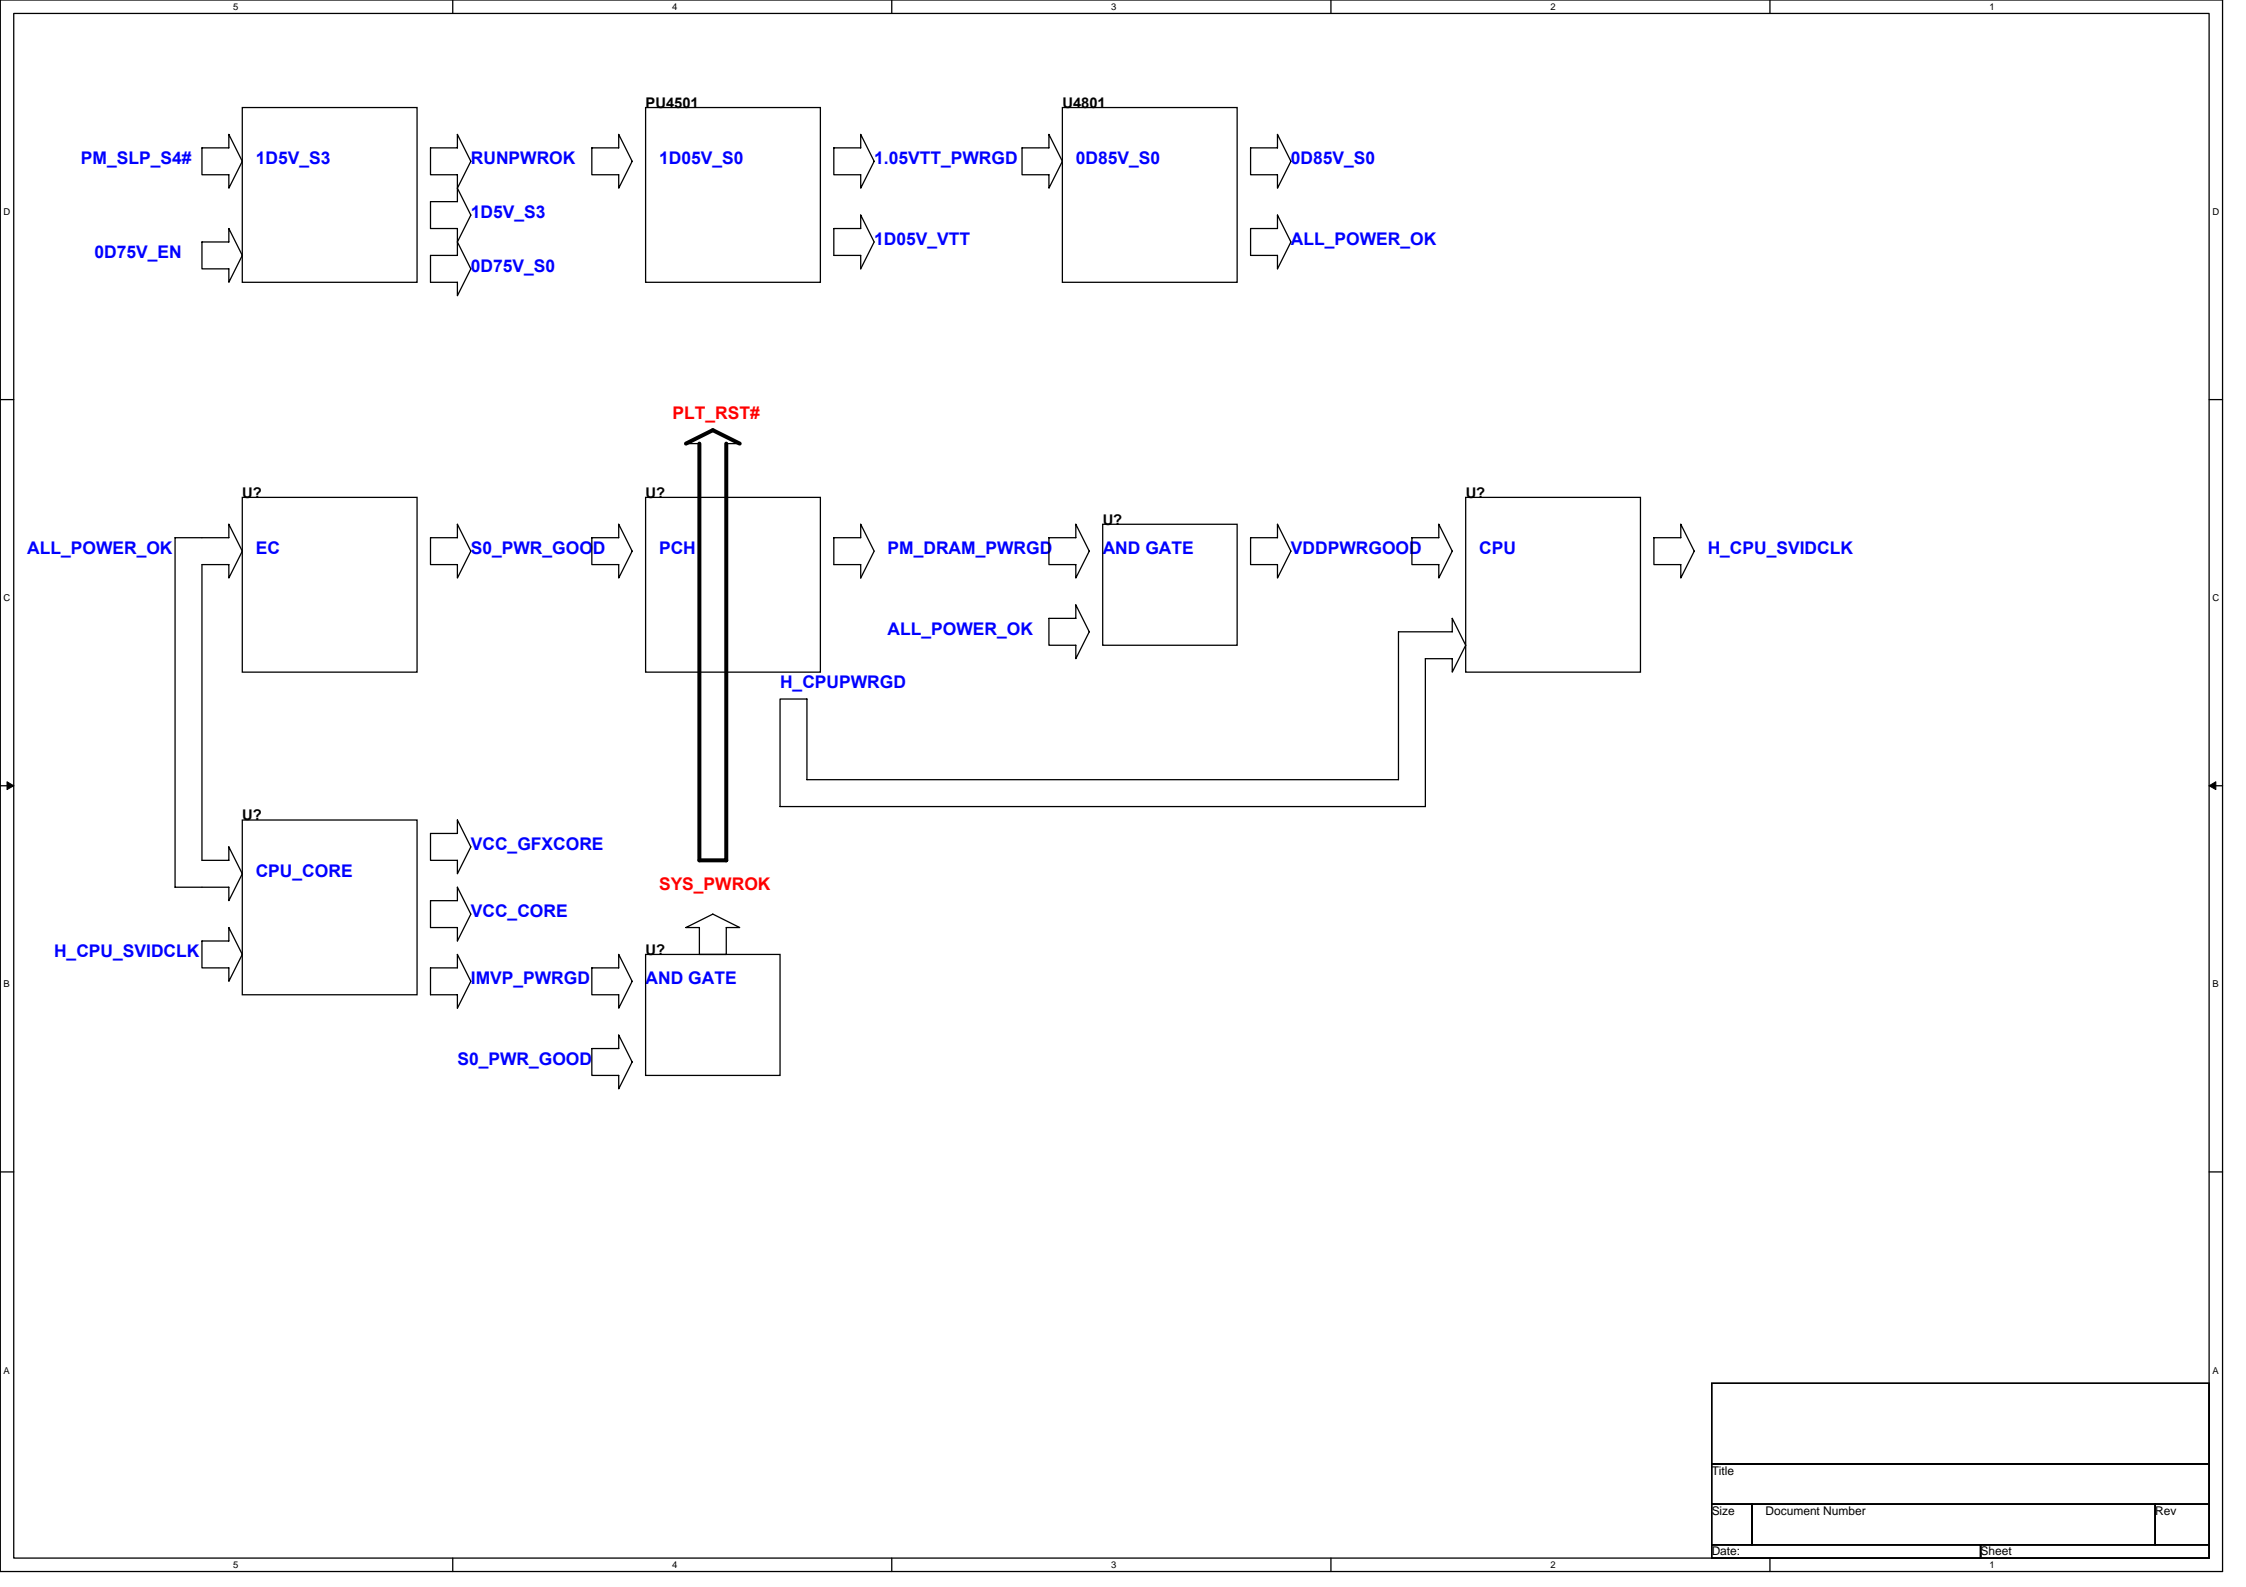 5 4 3 2 1
PU4501 U4801
PM_SLP_S4# 1D5V_S3 RUNPWROK 1D05V_S0 1.05VTT_PWRGD 0D85V_S0 0D85V_S0
D 1D5V_S3 D
0D75V_EN 0D75V_S0 1D05V_VTT ALL_POWER_OK
PLT_RST#
U? U? U? U?
ALL_POWER_OK EC S0_PWR_GOOD PCH PM_DRAM_PWRGD AND GATE VDDPWRGOOD CPU H_CPU_SVIDCLK
C C
ALL_POWER_OK
H_CPUPWRGD
U?
VCC_GFXCORE
CPU_CORE
SYS_PWROK
VCC_CORE
U?
H_CPU_SVIDCLK
IMVP_PWRGD AND GATE
B B
S0_PWR_GOOD
A A
Title
Size Document Number Rev
Date: Sheet
5 4 3 2 1